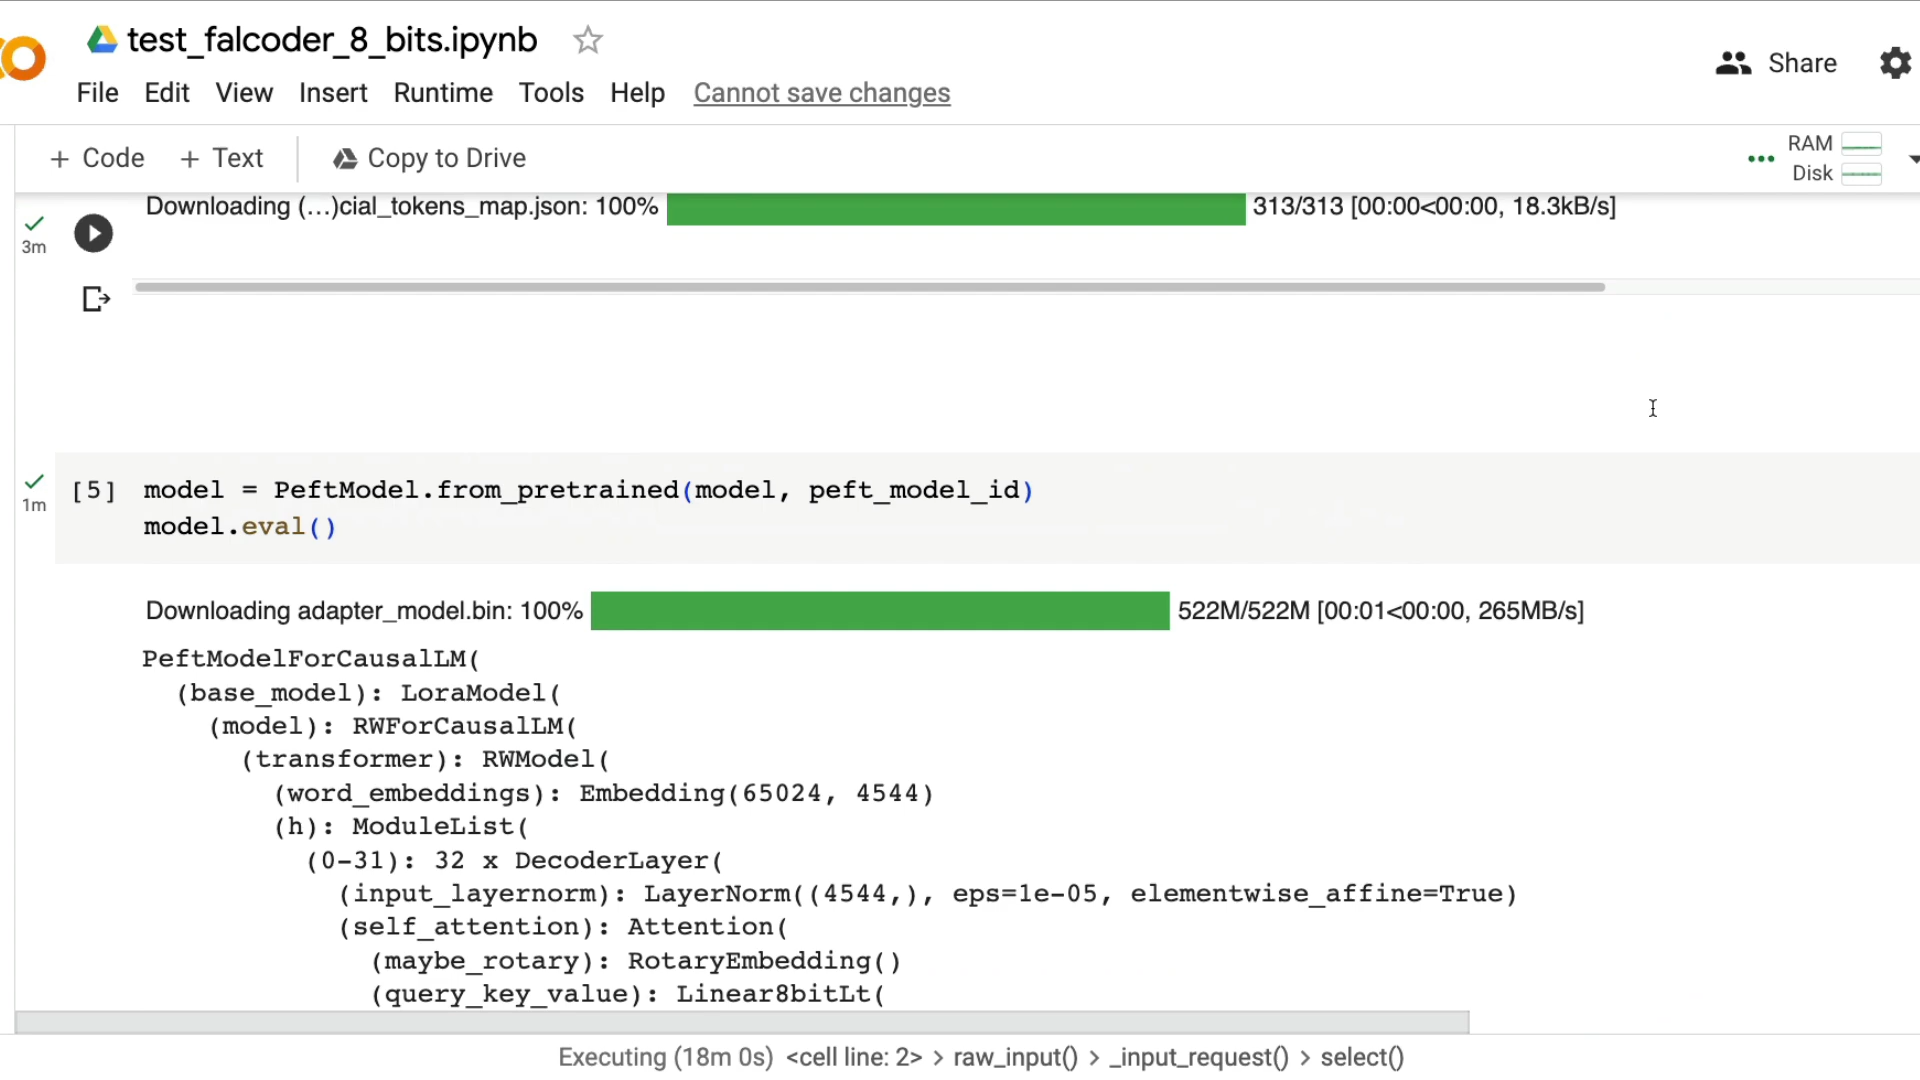 test_falcoder_8_bits.ipynb
File Edit View Insert Runtime Tools Help Cannot save changes
Share
+ Code + Text Copy to Drive
RAM
Disk
Downloading (…)cial_tokens_map.json: 100% 313/313 [00:00<00:00, 18.3kB/s]
3m
[5] model = PeftModel.from_pretrained(model, peft_model_id)
1m
model.eval()
Downloading adapter_model.bin: 100% 522M/522M [00:01<00:00, 265MB/s]
PeftModelForCausalLM(
(base_model): LoraModel(
(model): RWForCausalLM(
(transformer): RWModel(
(word_embeddings): Embedding(65024, 4544)
(h): ModuleList(
(0-31): 32 x DecoderLayer(
(input_layernorm): LayerNorm((4544,), eps=1e-05, elementwise_affine=True)
(self_attention): Attention(
(maybe_rotary): RotaryEmbedding()
(query_key_value): Linear8bitLt(
Executing (18m 0s) <cell line: 2> > raw_input() > _input_request() > select()